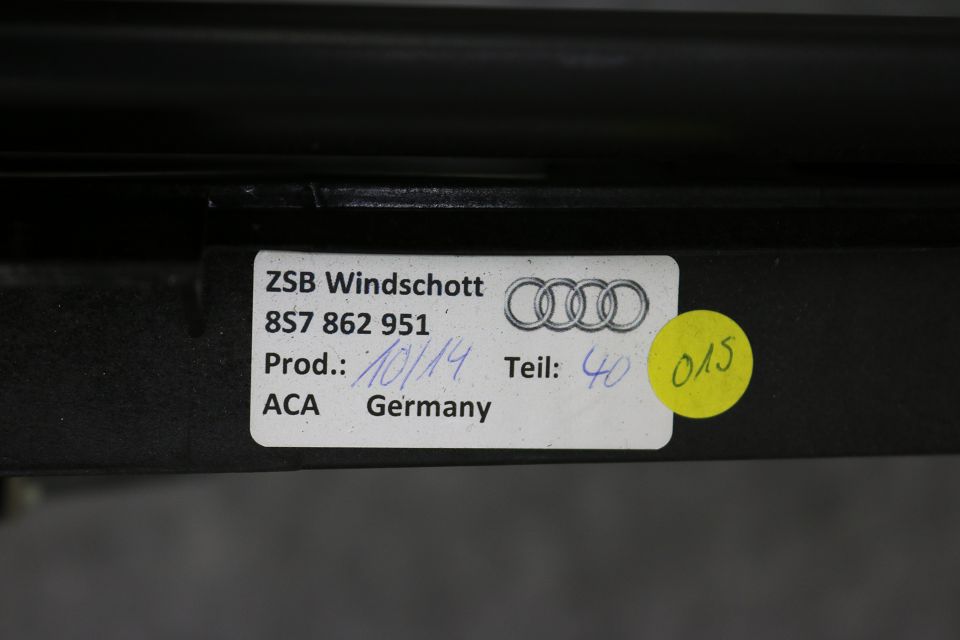 ZSB Windschott
8S7 862 951
Prod.: 10/14 Teil: 40
ACA Germany
015